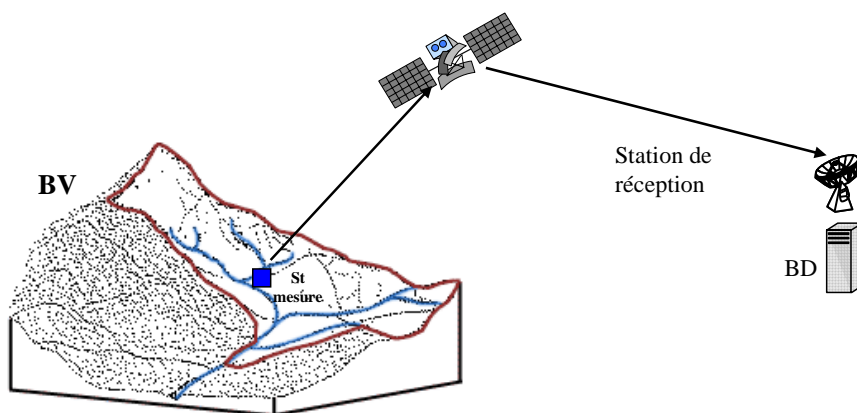 Station de
réception
BV
BD
St
mesure